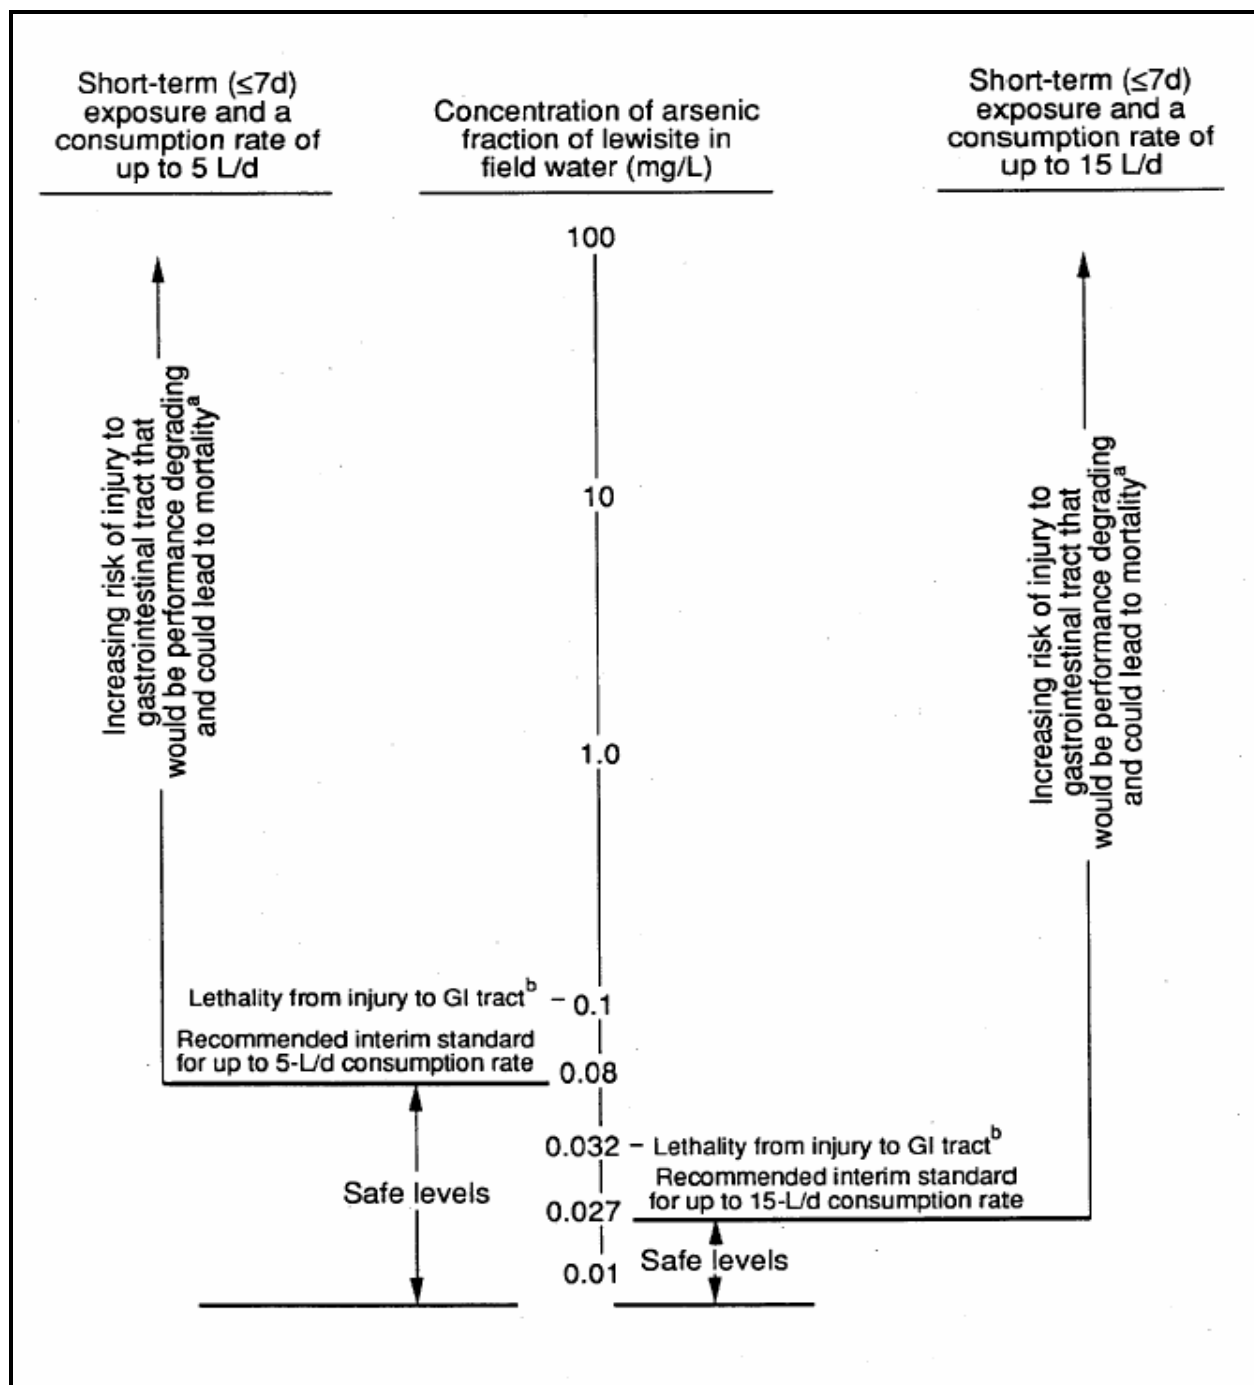 Short-term (≤7d)
exposure and a
consumption rate of
up to 5 L/d
Concentration of arsenic
fraction of lewisite in
field water (mg/L)
Short-term (≤7d)
exposure and a
consumption rate of
up to 15 L/d
100
10
1.0
Increasing risk of injury to
gastrointestinal tract that
would be performance degrading
and could lead to mortalityᵃ
Increasing risk of injury to
gastrointestinal tract that
would be performance degrading
and could lead to mortalityᵃ
Lethality from injury to GI tractᵇ – 0.1
Recommended interim standard
for up to 5-L/d consumption rate
0.08
0.032 – Lethality from injury to GI tractᵇ
Recommended interim standard
for up to 15-L/d consumption rate
0.027
Safe levels
Safe levels
0.01